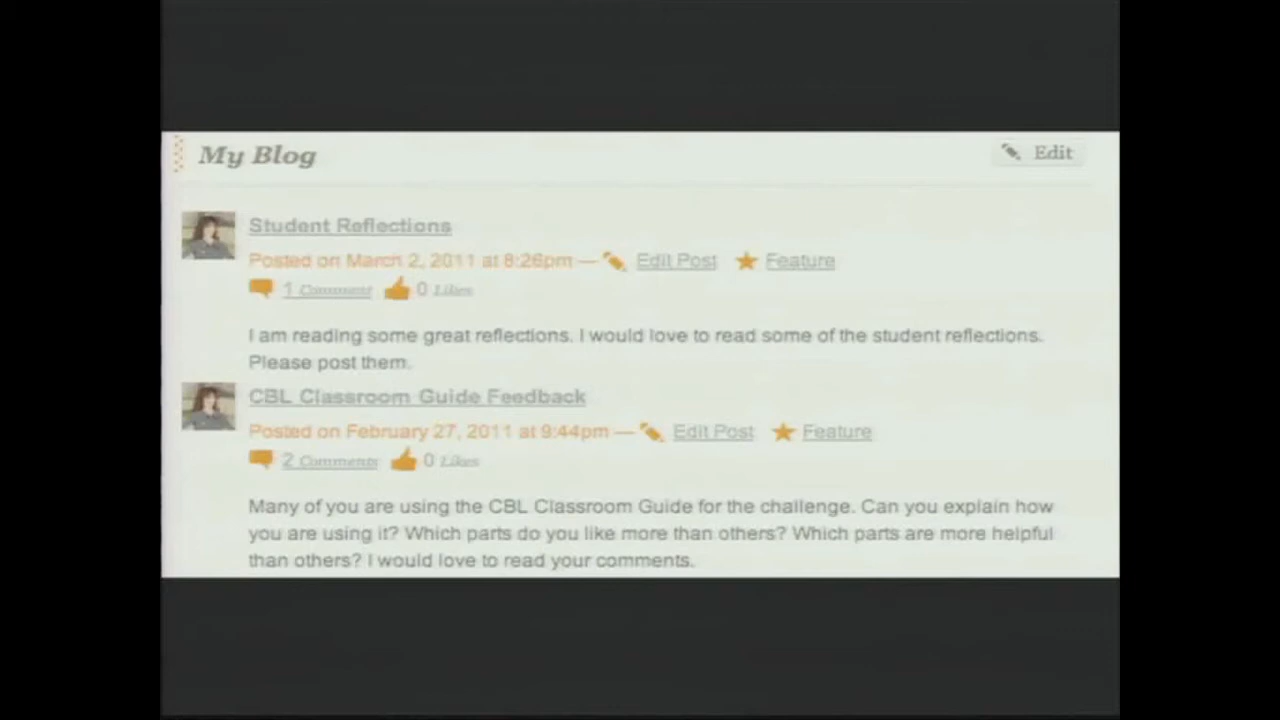 My Blog
Edit
Student Reflections
Posted on March 2, 2011 at 8:26pm — Edit Post Feature
1 Comment 0 Likes
I am reading some great reflections. I would love to read some of the student reflections.
Please post them.
CBL Classroom Guide Feedback
Posted on February 27, 2011 at 9:44pm — Edit Post Feature
2 Comments 0 Likes
Many of you are using the CBL Classroom Guide for the challenge. Can you explain how
you are using it? Which parts do you like more than others? Which parts are more helpful
than others? I would love to read your comments.